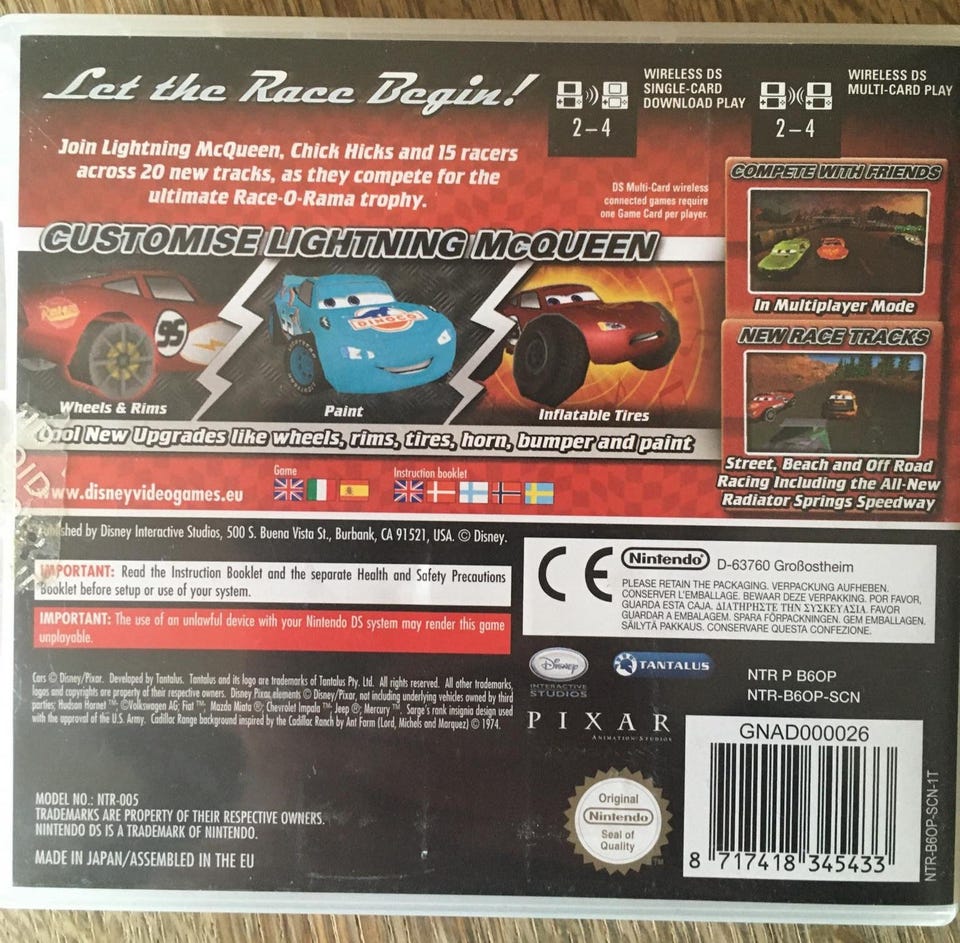 Let the Race Begin!
WIRELESS DS
SINGLE-CARD
DOWNLOAD PLAY
2–4
WIRELESS DS
MULTI-CARD PLAY
2–4
Join Lightning McQueen, Chick Hicks and 15 racers
across 20 new tracks, as they compete for the
ultimate Race-O-Rama trophy.
DS Multi-Card wireless
connected games require
one Game Card per player.
COMPETE WITH FRIENDS
In Multiplayer Mode
CUSTOMISE LIGHTNING McQUEEN
95
DINOCO
Wheels & Rims
Paint
Inflatable Tires
Cool New Upgrades like wheels, rims, tires, horn, bumper and paint
NEW RACE TRACKS
Street, Beach and Off Road
Racing Including the All-New
Radiator Springs Speedway
www.disneyvideogames.eu
Game
Instruction booklet
Published by Disney Interactive Studios, 500 S. Buena Vista St., Burbank, CA 91521, USA. © Disney.
IMPORTANT: Read the Instruction Booklet and the separate Health and Safety Precautions
Booklet before setup or use of your system.
IMPORTANT: The use of an unlawful device with your Nintendo DS system may render this game
unplayable.
CE
Nintendo®
D-63760 Großostheim
PLEASE RETAIN THE PACKAGING. VERPACKUNG AUFHEBEN.
CONSERVER L'EMBALLAGE. BEWAAR DEZE VERPAKKING. POR FAVOR,
GUARDA ESTA CAJA. ΔΙΑΤΗΡΗΣΤΕ ΤΗΝ ΣΥΣΚΕΥΑΣΙΑ. FAVOR
GUARDAR A EMBALAGEM. SPARA FÖRPACKNINGEN. GEM EMBALLAGEN.
SÄILYTÄ PAKKAUS. CONSERVARE QUESTA CONFEZIONE.
Cars © Disney/Pixar. Developed by Tantalus. Tantalus and its logo are trademarks of Tantalus Pty. Ltd. All rights reserved. All other trademarks,
logos and copyrights are property of their respective owners. Disney Pixar elements © Disney/Pixar, not including underlying vehicles owned by third
parties; Hudson Hornet ™; ©Volkswagen AG; Fiat ™; Mazda Miata ®; Chevrolet Impala ™; Jeep ®; Mercury ™. Sarge's rank insignia design used
with the approval of the U.S. Army. Cadillac Range background inspired by the Cadillac Ranch by Ant Farm (Lord, Michels and Marquez) © 1974.
Disney
INTERACTIVE
STUDIOS
TANTALUS
PIXAR
ANIMATION STUDIOS
NTR P B6OP
NTR-B6OP-SCN
GNAD000026
8 717418 345433
NTR-B6OP-SCN-1T
Original
Nintendo®
Seal of
Quality
™
MODEL NO.: NTR-005
TRADEMARKS ARE PROPERTY OF THEIR RESPECTIVE OWNERS.
NINTENDO DS IS A TRADEMARK OF NINTENDO.
MADE IN JAPAN/ASSEMBLED IN THE EU